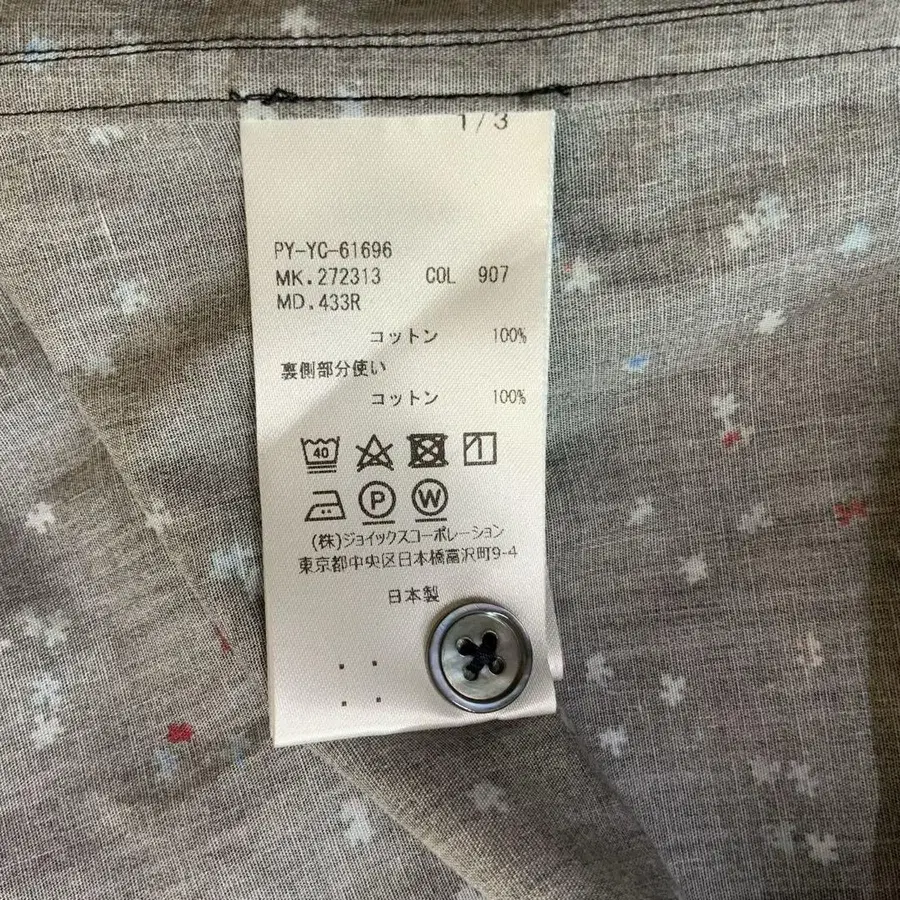 1/3
PY-YC-61696
MK.272313 COL 907
MD.433R
コットン 100%
裏側部分使い
コットン 100%
40
P W
(株)ジョイックスコーポレーション
東京都中央区日本橋富沢町9-4
日本製